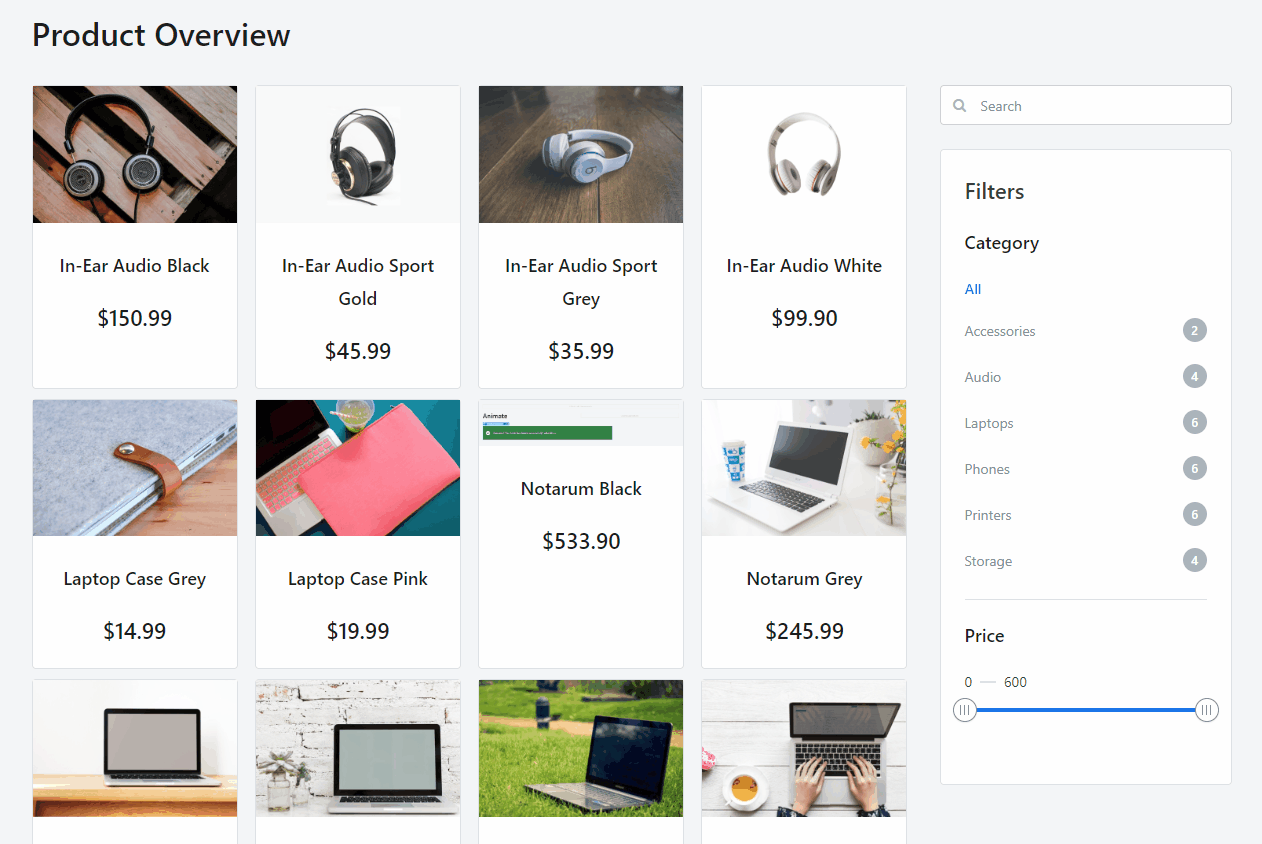 Product Overview
Search
In-Ear Audio Black
$150.99
In-Ear Audio Sport
Gold
$45.99
In-Ear Audio Sport
Grey
$35.99
In-Ear Audio White
$99.90
Laptop Case Grey
$14.99
Laptop Case Pink
$19.99
Animate
Notarum Black
$533.90
Notarum Grey
$245.99
Filters
Category
All
Accessories 2
Audio 4
Laptops 6
Phones 6
Printers 6
Storage 4
Price
0 — 600